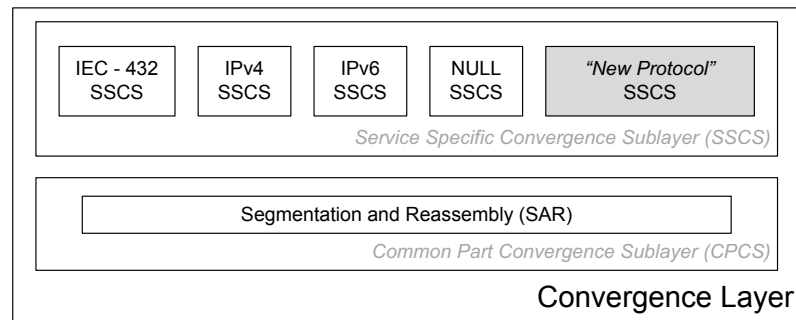 IEC - 432
SSCS
IPv4
SSCS
IPv6
SSCS
NULL
SSCS
“New Protocol”
SSCS
Service Specific Convergence Sublayer (SSCS)
Segmentation and Reassembly (SAR)
Common Part Convergence Sublayer (CPCS)
Convergence Layer